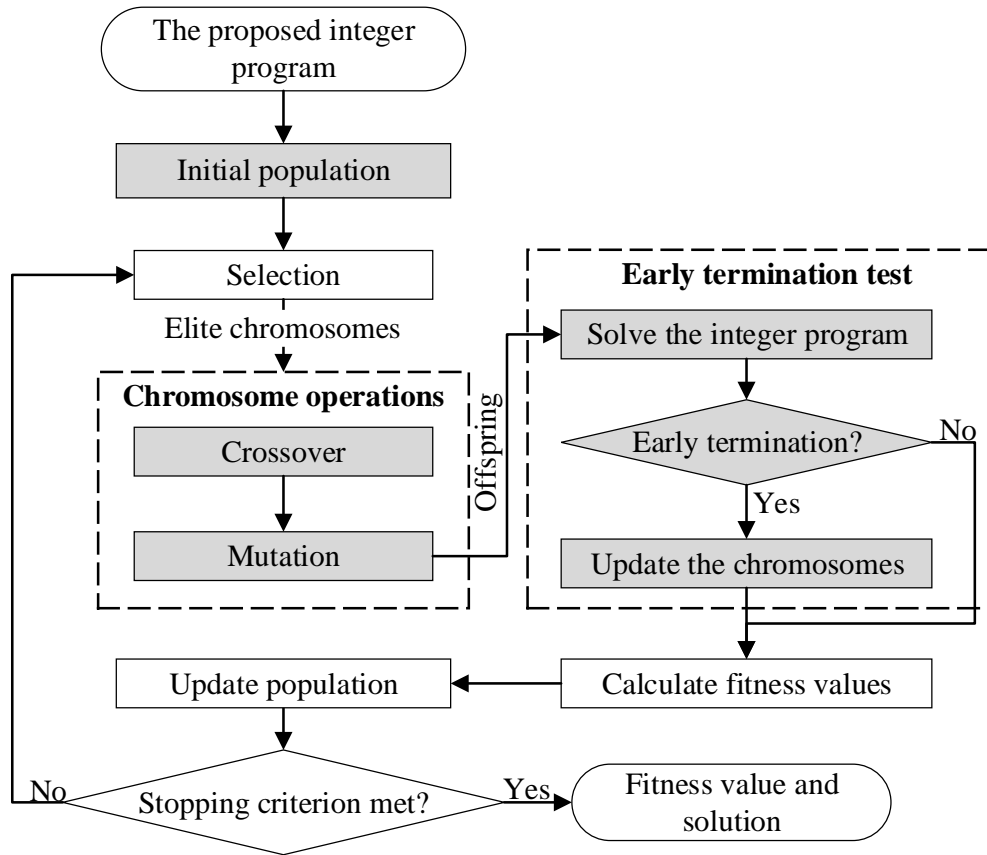 The proposed integer
program
Initial population
Selection
Elite chromosomes
Chromosome operations
Crossover
Mutation
Offspring
Early termination test
Solve the integer program
Early termination?
No
Yes
Update the chromosomes
Calculate fitness values
Update population
Stopping criterion met?
No
Yes
Fitness value and
solution